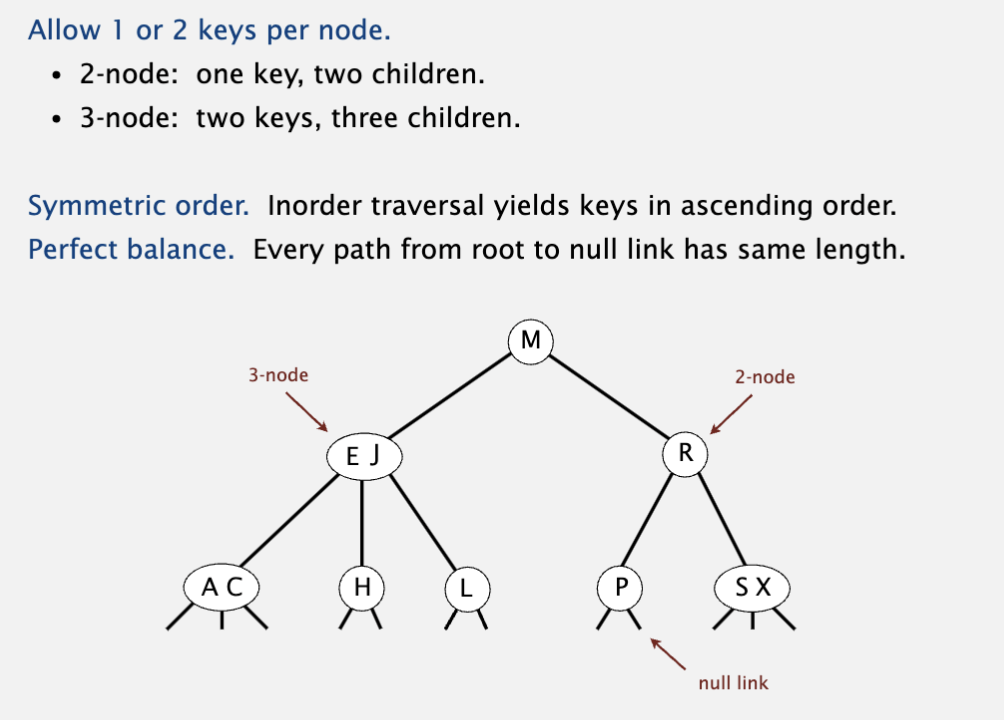 Allow 1 or 2 keys per node.
• 2-node: one key, two children.
• 3-node: two keys, three children.
Symmetric order. Inorder traversal yields keys in ascending order.
Perfect balance. Every path from root to null link has same length.
M
3-node
2-node
E J
R
A C
H
L
P
S X
null link